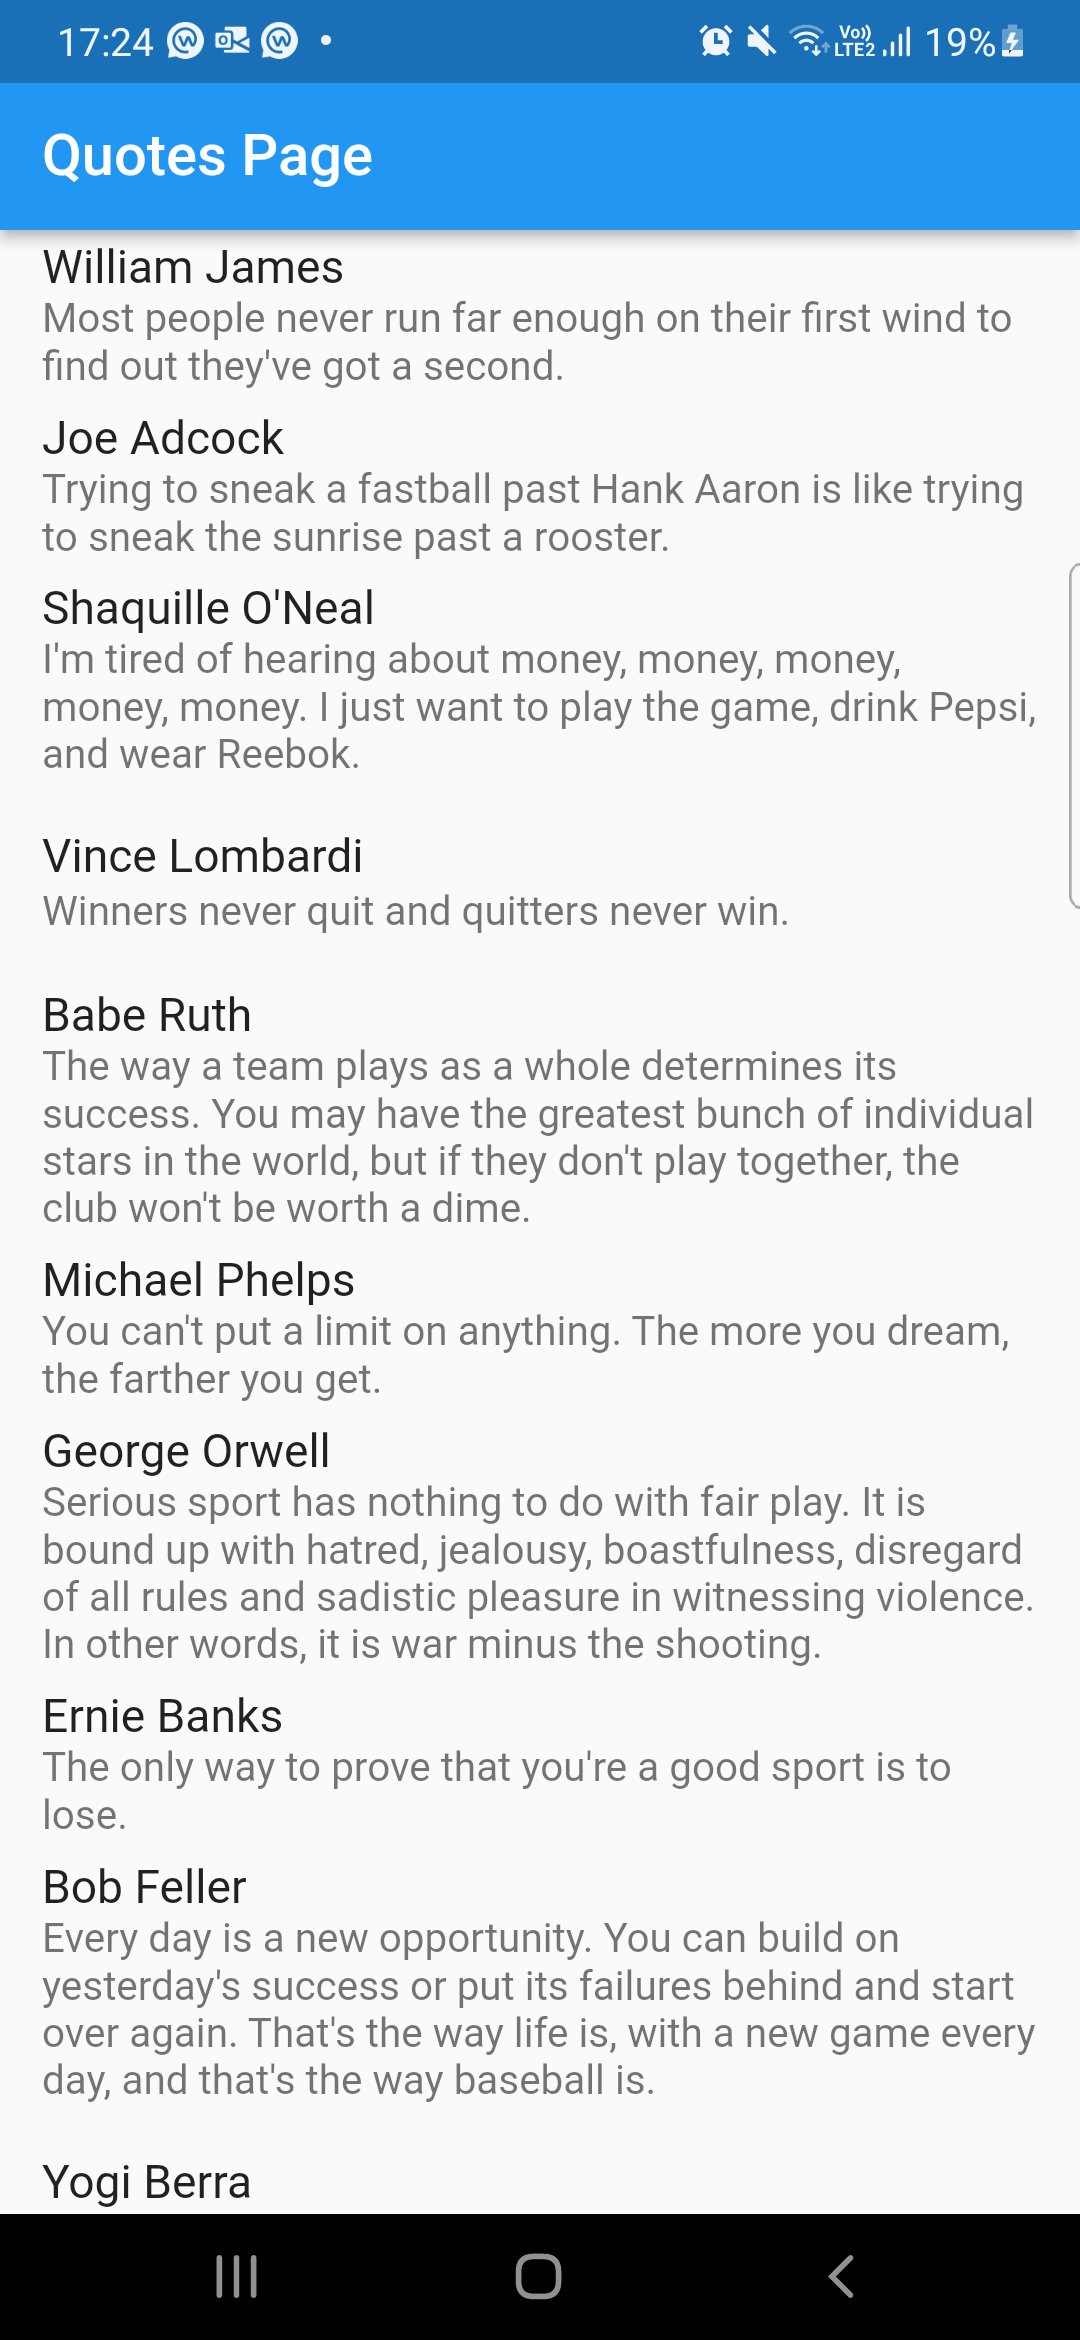 17:24
Vo))
LTE2
19%
Quotes Page
William James
Most people never run far enough on their first wind to
find out they've got a second.
Joe Adcock
Trying to sneak a fastball past Hank Aaron is like trying
to sneak the sunrise past a rooster.
Shaquille O'Neal
I'm tired of hearing about money, money, money,
money, money. I just want to play the game, drink Pepsi,
and wear Reebok.
Vince Lombardi
Winners never quit and quitters never win.
Babe Ruth
The way a team plays as a whole determines its
success. You may have the greatest bunch of individual
stars in the world, but if they don't play together, the
club won't be worth a dime.
Michael Phelps
You can't put a limit on anything. The more you dream,
the farther you get.
George Orwell
Serious sport has nothing to do with fair play. It is
bound up with hatred, jealousy, boastfulness, disregard
of all rules and sadistic pleasure in witnessing violence.
In other words, it is war minus the shooting.
Ernie Banks
The only way to prove that you're a good sport is to
lose.
Bob Feller
Every day is a new opportunity. You can build on
yesterday's success or put its failures behind and start
over again. That's the way life is, with a new game every
day, and that's the way baseball is.
Yogi Berra